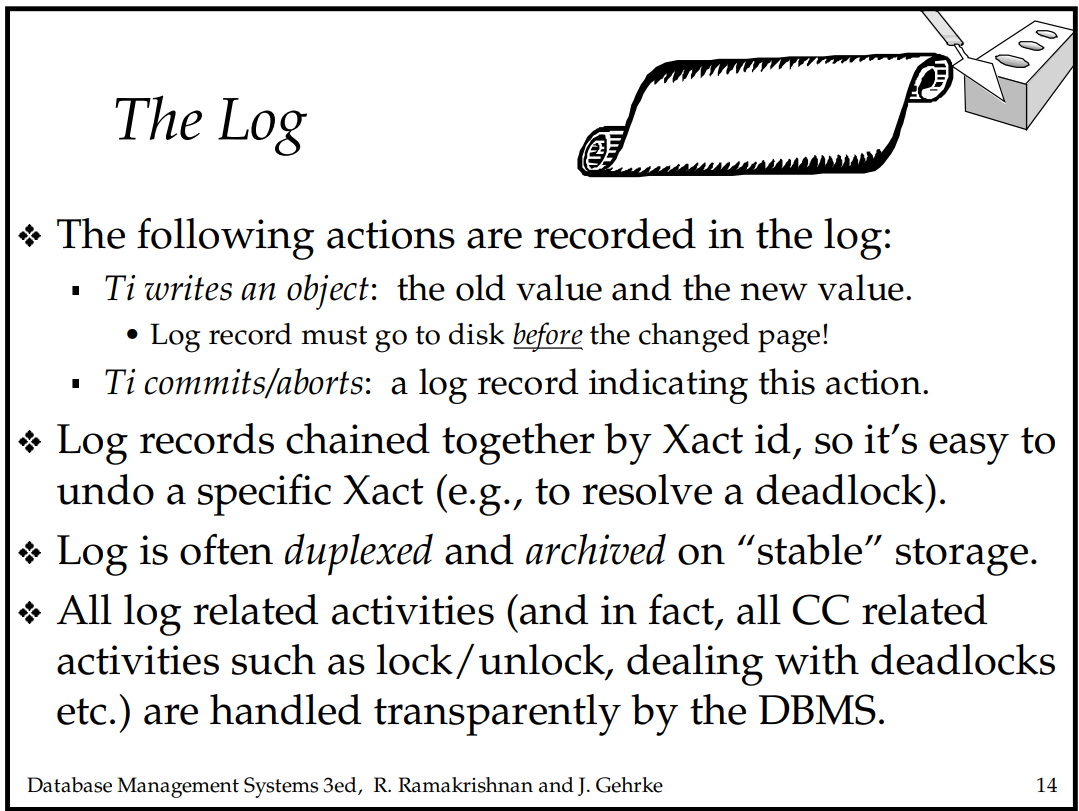 The Log
❖ The following actions are recorded in the log:
▪ Ti writes an object: the old value and the new value.
• Log record must go to disk before the changed page!
▪ Ti commits/aborts: a log record indicating this action.
❖ Log records chained together by Xact id, so it’s easy to
undo a specific Xact (e.g., to resolve a deadlock).
❖ Log is often duplexed and archived on “stable” storage.
❖ All log related activities (and in fact, all CC related
activities such as lock/unlock, dealing with deadlocks
etc.) are handled transparently by the DBMS.
Database Management Systems 3ed, R. Ramakrishnan and J. Gehrke 14